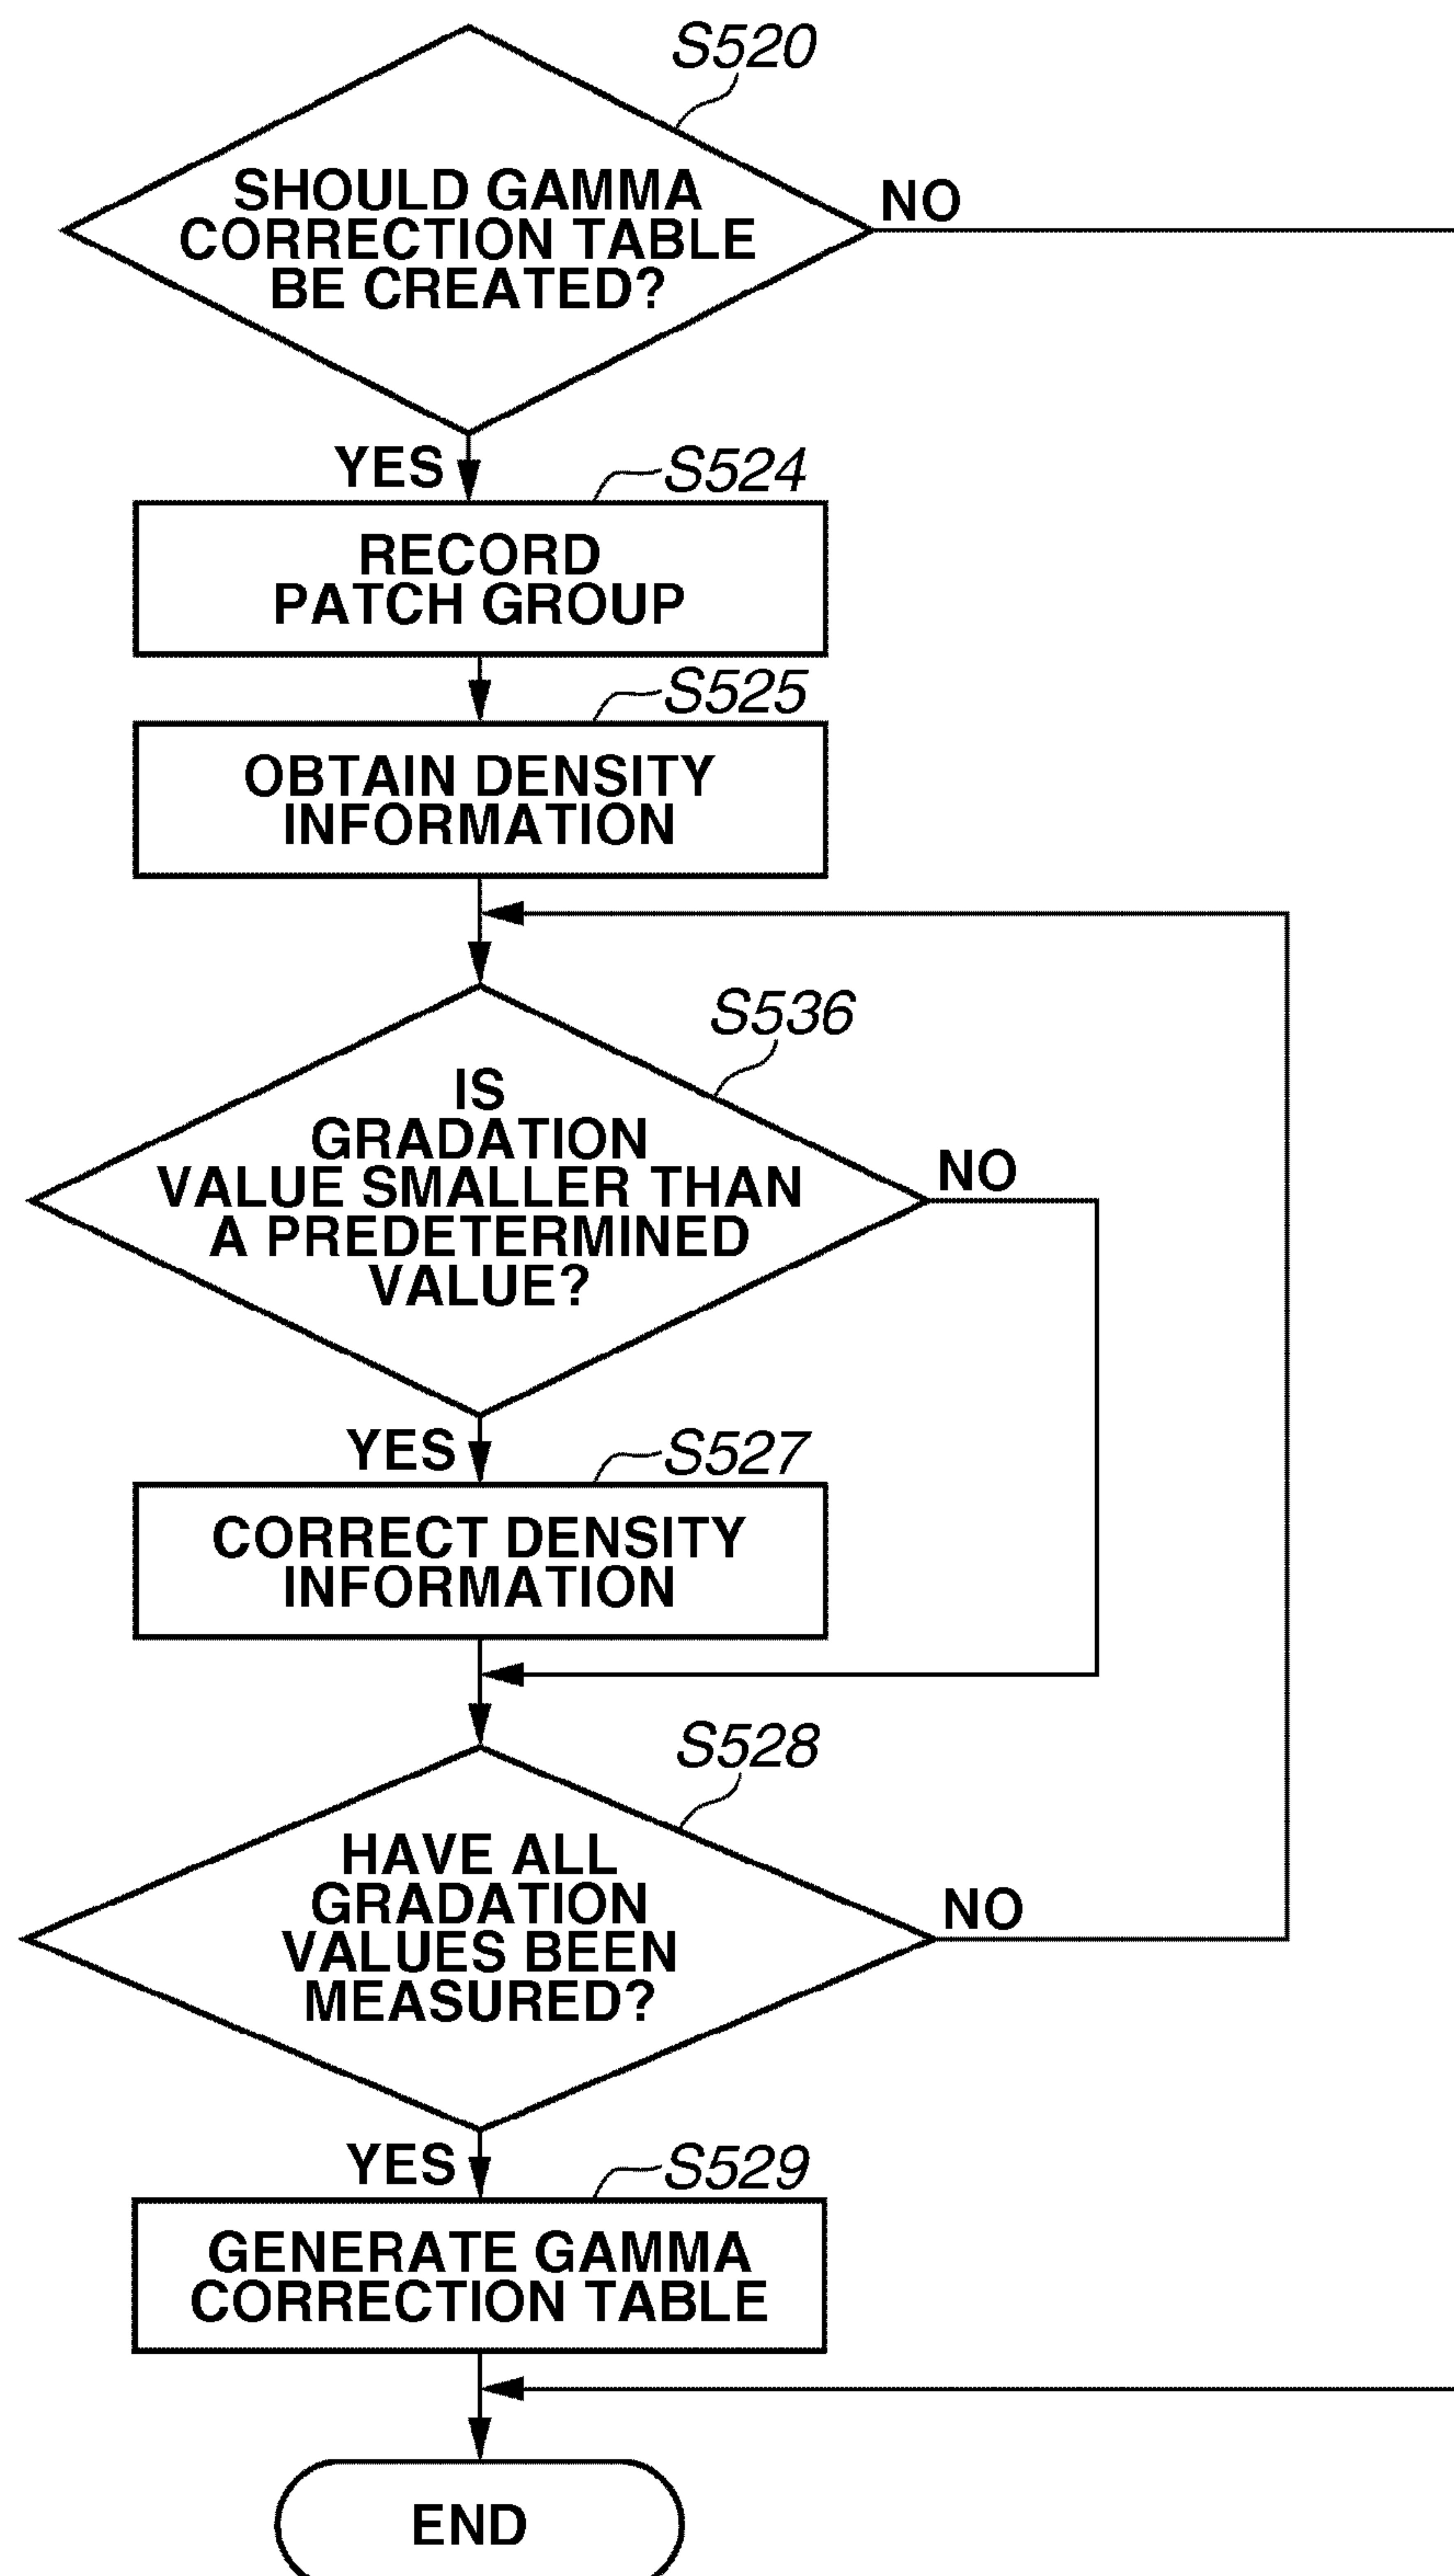 S520
SHOULD GAMMA
CORRECTION TABLE
BE CREATED?
NO
YES
S524
RECORD
PATCH GROUP
S525
OBTAIN DENSITY
INFORMATION
S536
IS
GRADATION
VALUE SMALLER THAN
A PREDETERMINED
VALUE?
NO
YES
S527
CORRECT DENSITY
INFORMATION
S528
HAVE ALL
GRADATION
VALUES BEEN
MEASURED?
NO
YES
S529
GENERATE GAMMA
CORRECTION TABLE
END